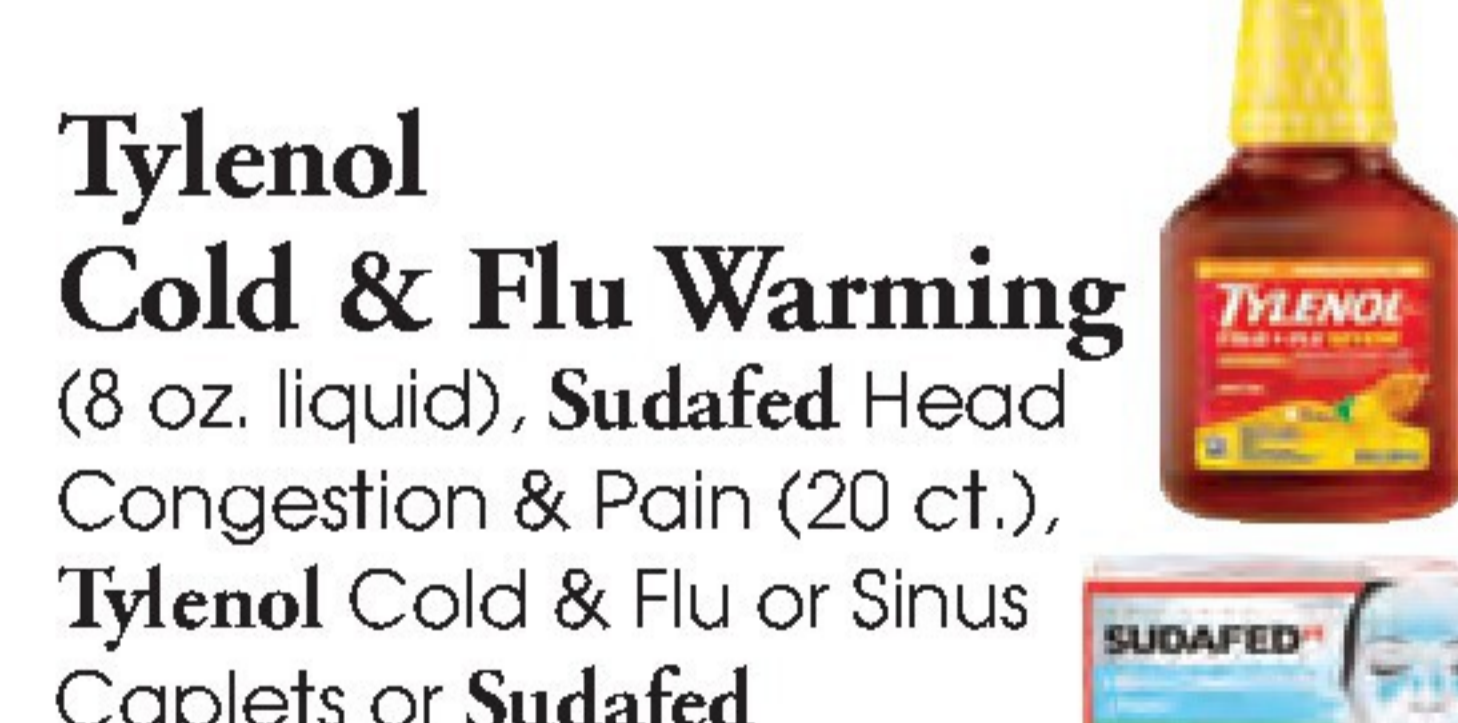 Tylenol
Cold & Flu Warming
(8 oz. liquid), Sudafed Head
Congestion & Pain (20 ct.),
Tylenol Cold & Flu or Sinus
Caplets or Sudafed
TYLENOL
SUDAFED